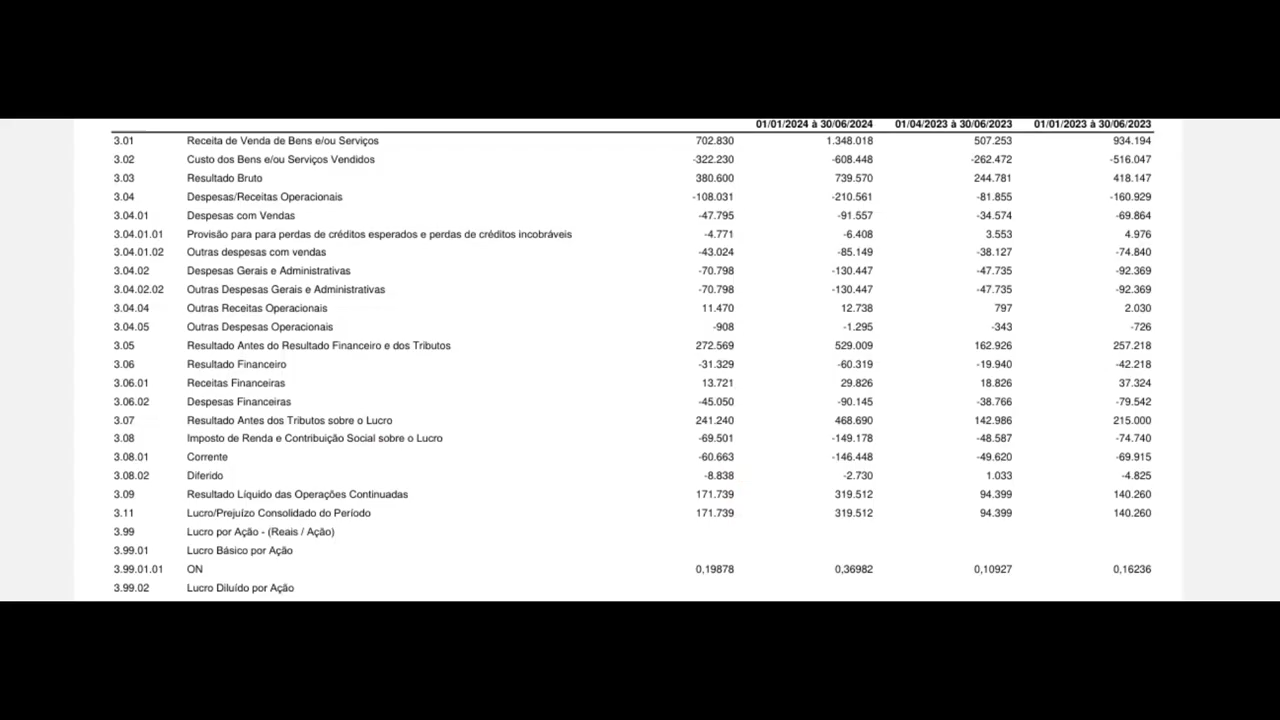 01/01/2024 à 30/06/2024 01/04/2023 à 30/06/2023 01/01/2023 à 30/06/2023
3.01 Receita de Venda de Bens e/ou Serviços 702.830 1.348.018 507.253 934.194
3.02 Custo dos Bens e/ou Serviços Vendidos -322.230 -608.448 -262.472 -516.047
3.03 Resultado Bruto 380.600 739.570 244.781 418.147
3.04 Despesas/Receitas Operacionais -108.031 -210.561 -81.855 -160.929
3.04.01 Despesas com Vendas -47.795 -91.557 -34.574 -69.864
3.04.01.01 Provisão para para perdas de créditos esperados e perdas de créditos incobráveis -4.771 -6.408 3.553 4.976
3.04.01.02 Outras despesas com vendas -43.024 -85.149 -38.127 -74.840
3.04.02 Despesas Gerais e Administrativas -70.798 -130.447 -47.735 -92.369
3.04.02.02 Outras Despesas Gerais e Administrativas -70.798 -130.447 -47.735 -92.369
3.04.04 Outras Receitas Operacionais 11.470 12.738 797 2.030
3.04.05 Outras Despesas Operacionais -908 -1.295 -343 -726
3.05 Resultado Antes do Resultado Financeiro e dos Tributos 272.569 529.009 162.926 257.218
3.06 Resultado Financeiro -31.329 -60.319 -19.940 -42.218
3.06.01 Receitas Financeiras 13.721 29.826 18.826 37.324
3.06.02 Despesas Financeiras -45.050 -90.145 -38.766 -79.542
3.07 Resultado Antes dos Tributos sobre o Lucro 241.240 468.690 142.986 215.000
3.08 Imposto de Renda e Contribuição Social sobre o Lucro -69.501 -149.178 -48.587 -74.740
3.08.01 Corrente -60.663 -146.448 -49.620 -69.915
3.08.02 Diferido -8.838 -2.730 1.033 -4.825
3.09 Resultado Líquido das Operações Continuadas 171.739 319.512 94.399 140.260
3.11 Lucro/Prejuízo Consolidado do Período 171.739 319.512 94.399 140.260
3.99 Lucro por Ação - (Reais / Ação)
3.99.01 Lucro Básico por Ação
3.99.01.01 ON 0,19878 0,36982 0,10927 0,16236
3.99.02 Lucro Diluído por Ação